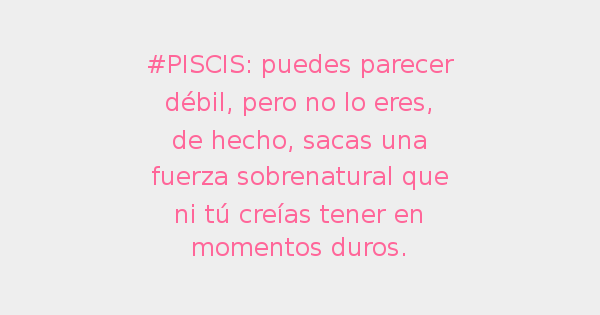 #PISCIS: puedes parecer
débil, pero no lo eres,
de hecho, sacas una
fuerza sobrenatural que
ni tú creías tener en
momentos duros.